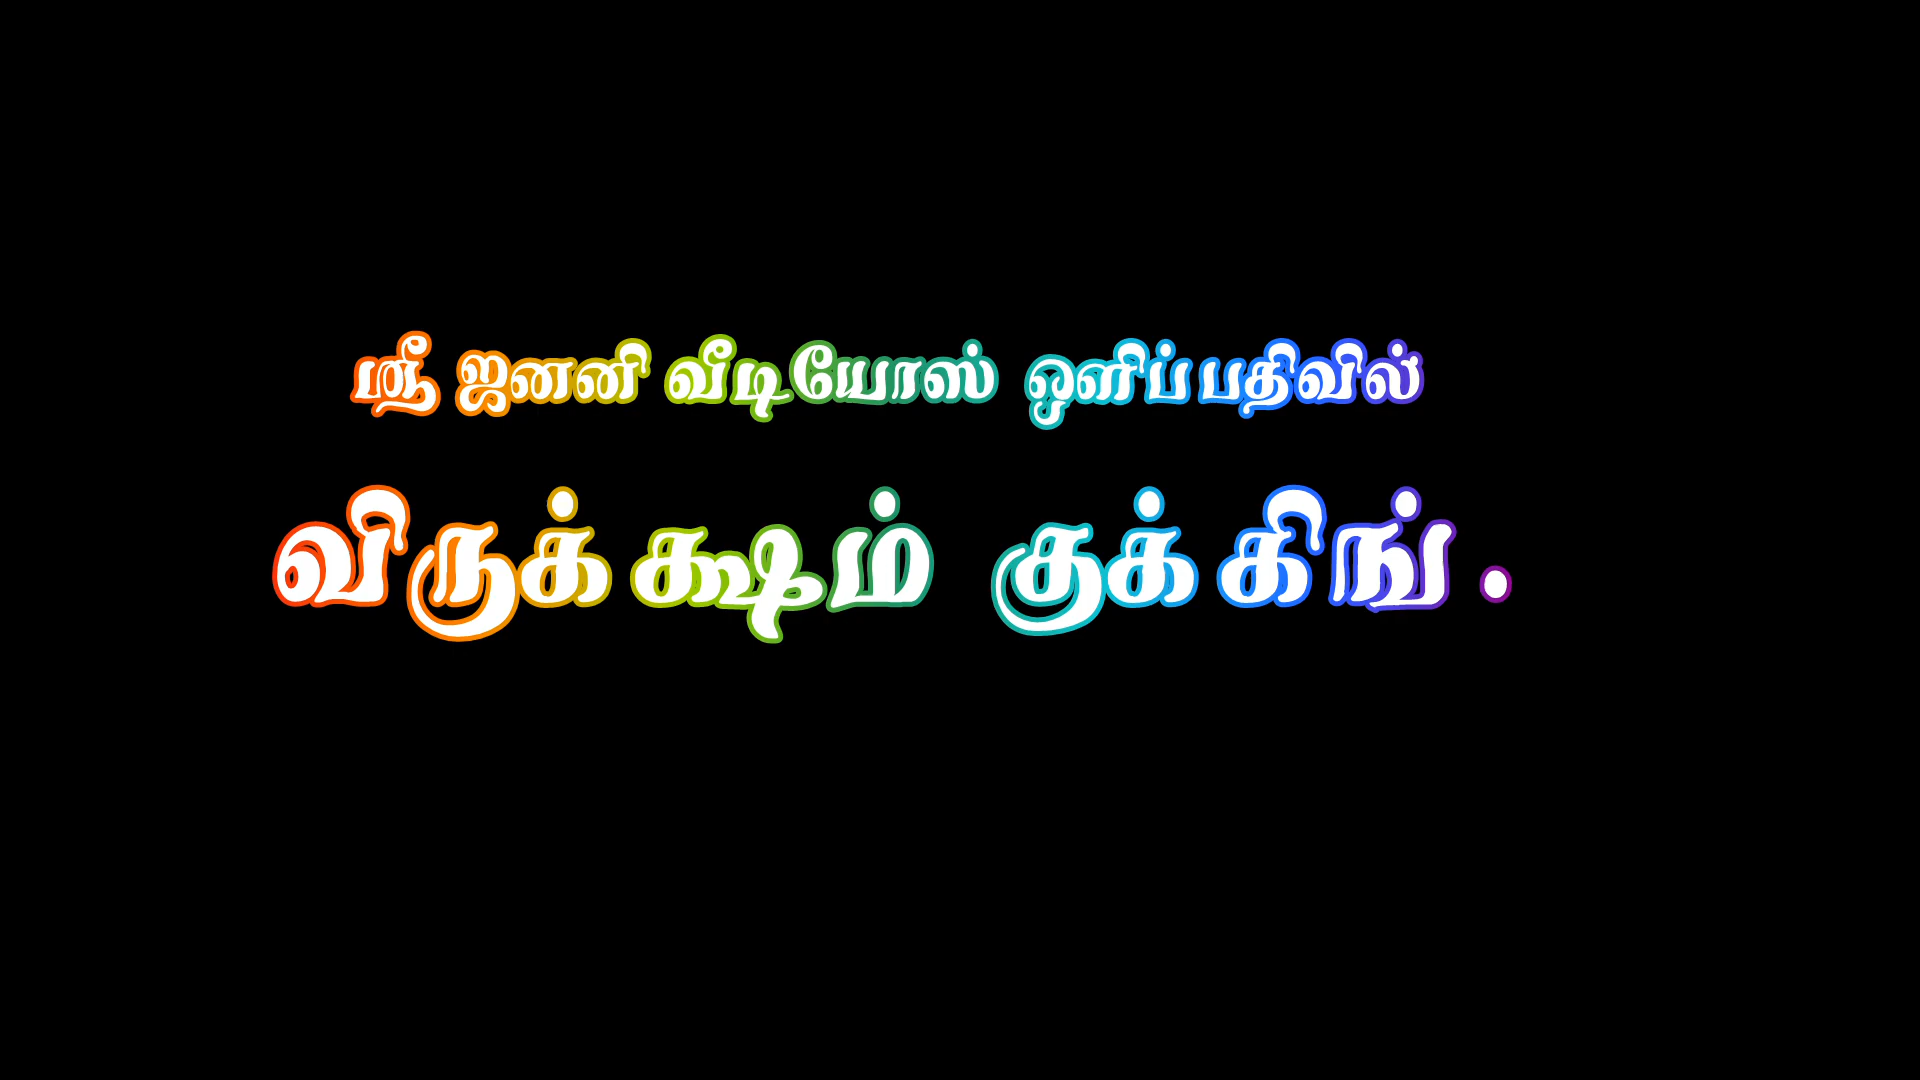 ஸ்ரீ ஜனனி வீடியோஸ் ஒளிப்பதிவில்
விருக்க்ஷம் குக்கிங்.